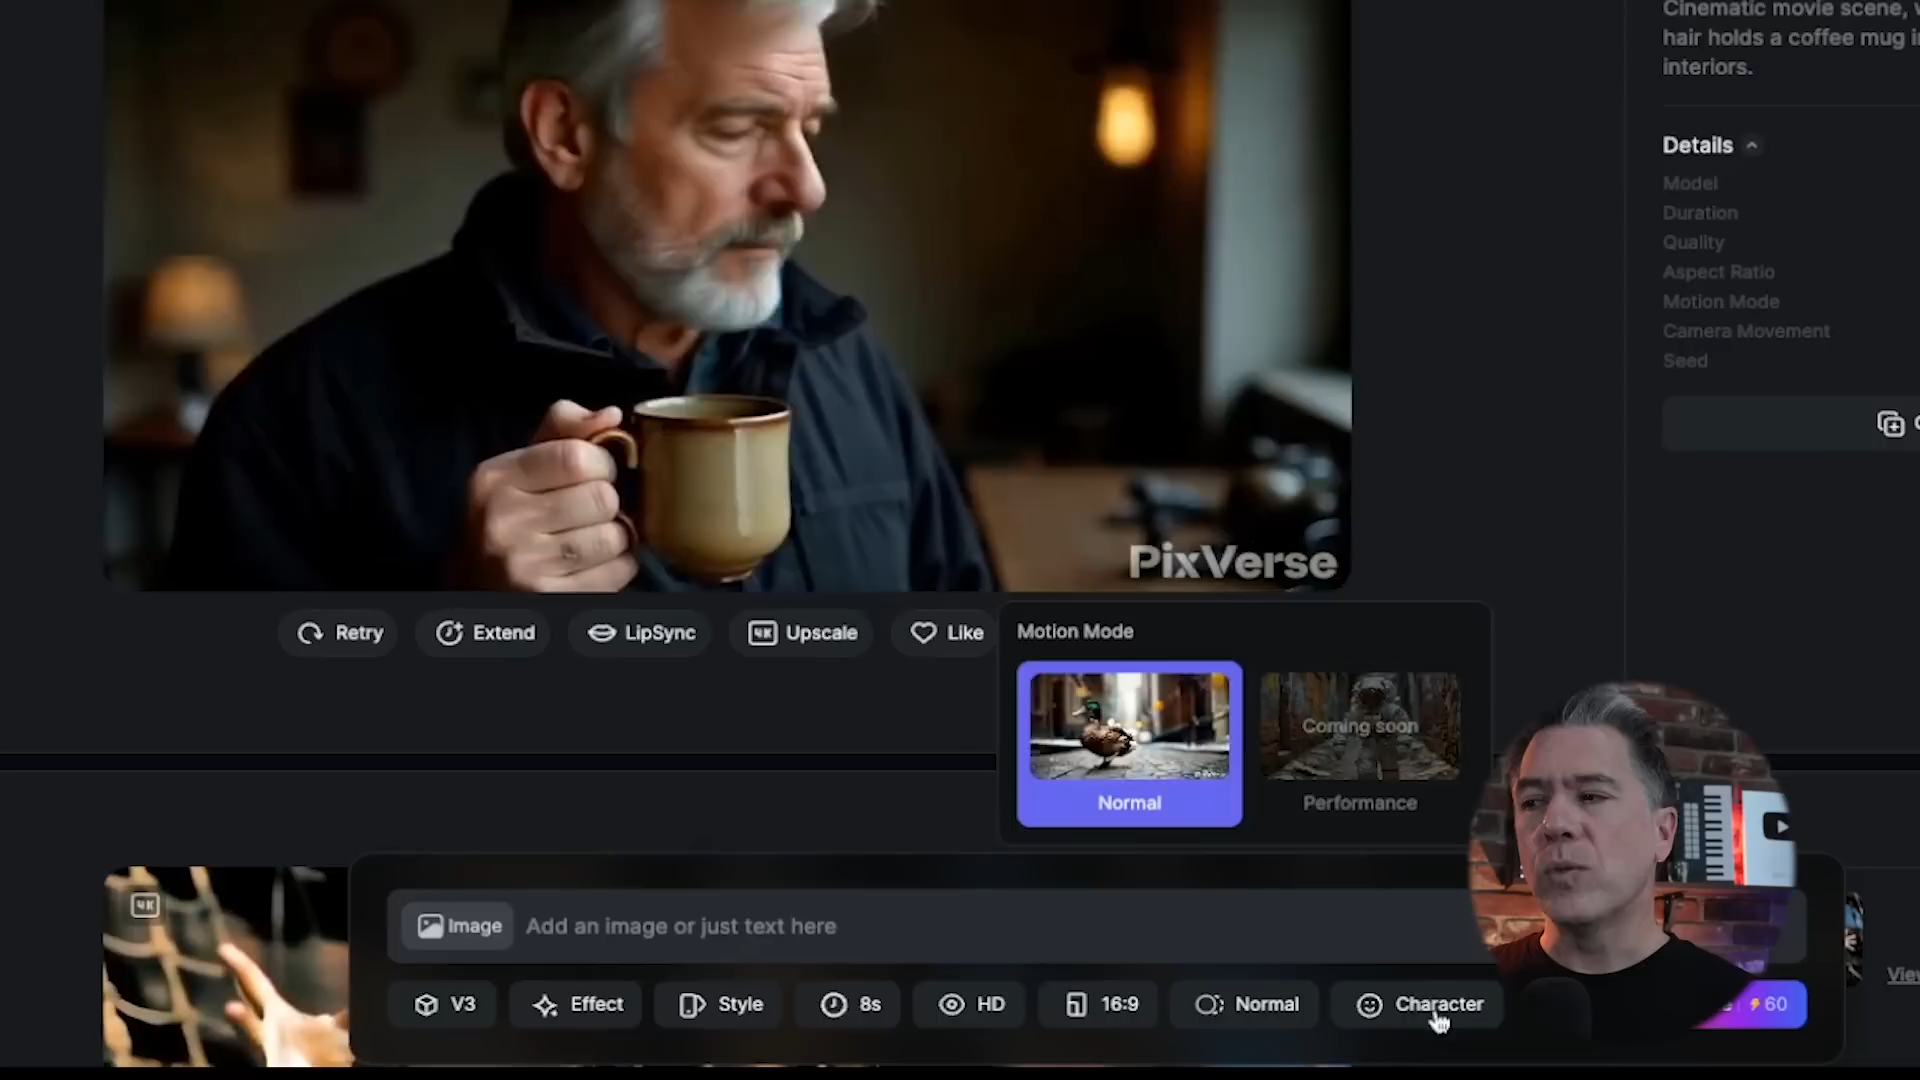 Cinematic movie scene,
hair holds a coffee mug
interiors.
Details
Model
Duration
Quality
Aspect Ratio
Motion Mode
Camera Movement
Seed
PixVerse
Retry
Extend
LipSync
4K Upscale
Like
Motion Mode
Coming soon
Normal
Performance
4K
Image
Add an image or just text here
View
V3
Effect
Style
8s
HD
16:9
Normal
Character
60